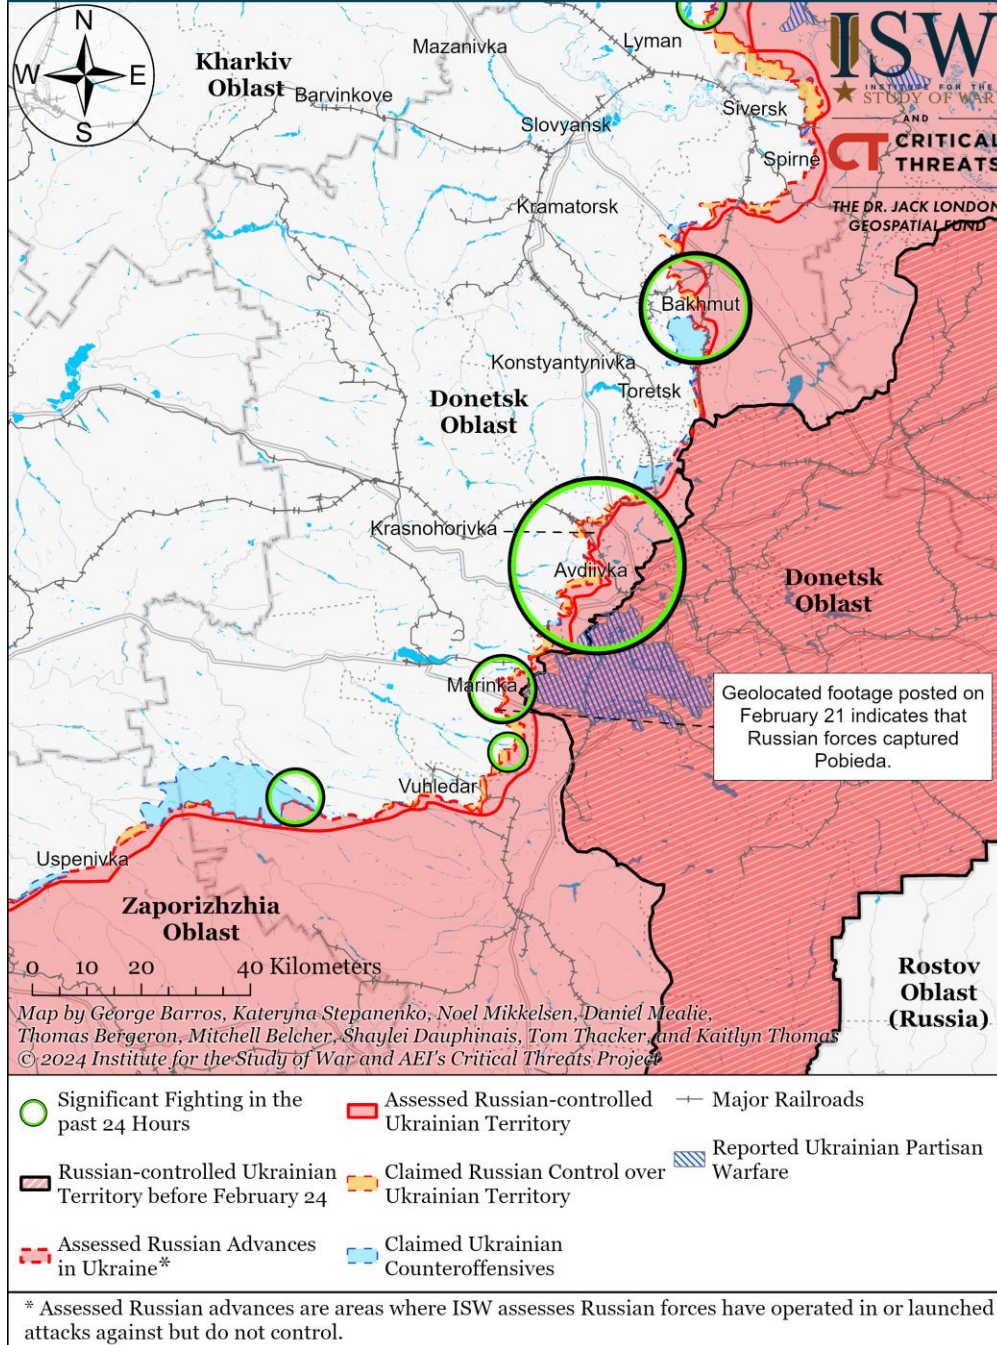 N
W
E
S
Kharkiv
Oblast
Mazanivka
Lyman
Barvinkove
Siversk
Slovyansk
Spirne
Kramatorsk
ISW
INSTITUTE FOR THE
STUDY OF WAR
AND
CT CRITICAL
THREATS
THE DR. JACK LONDON
GEOSPATIAL FUND
Bakhmut
Konstyantynivka
Toretsk
Donetsk
Oblast
Krasnohorivka
Avdiivka
Donetsk
Oblast
Marinka
Geolocated footage posted on
February 21 indicates that
Russian forces captured
Pobieda.
Vuhledar
Uspenivka
Zaporizhzhia
Oblast
Rostov
Oblast
(Russia)
0 10 20 40 Kilometers
Map by George Barros, Kateryna Stepanenko, Noel Mikkelsen, Daniel Mealie,
Thomas Bergeron, Mitchell Belcher, Shaylei Dauphinais, Tom Thacker, and Kaitlyn Thomas
© 2024 Institute for the Study of War and AEI's Critical Threats Project
Significant Fighting in the
past 24 Hours
Russian-controlled Ukrainian
Territory before February 24
Assessed Russian Advances
in Ukraine*
Assessed Russian-controlled
Ukrainian Territory
Claimed Russian Control over
Ukrainian Territory
Claimed Ukrainian
Counteroffensives
Major Railroads
Reported Ukrainian Partisan
Warfare
* Assessed Russian advances are areas where ISW assesses Russian forces have operated in or launched
attacks against but do not control.